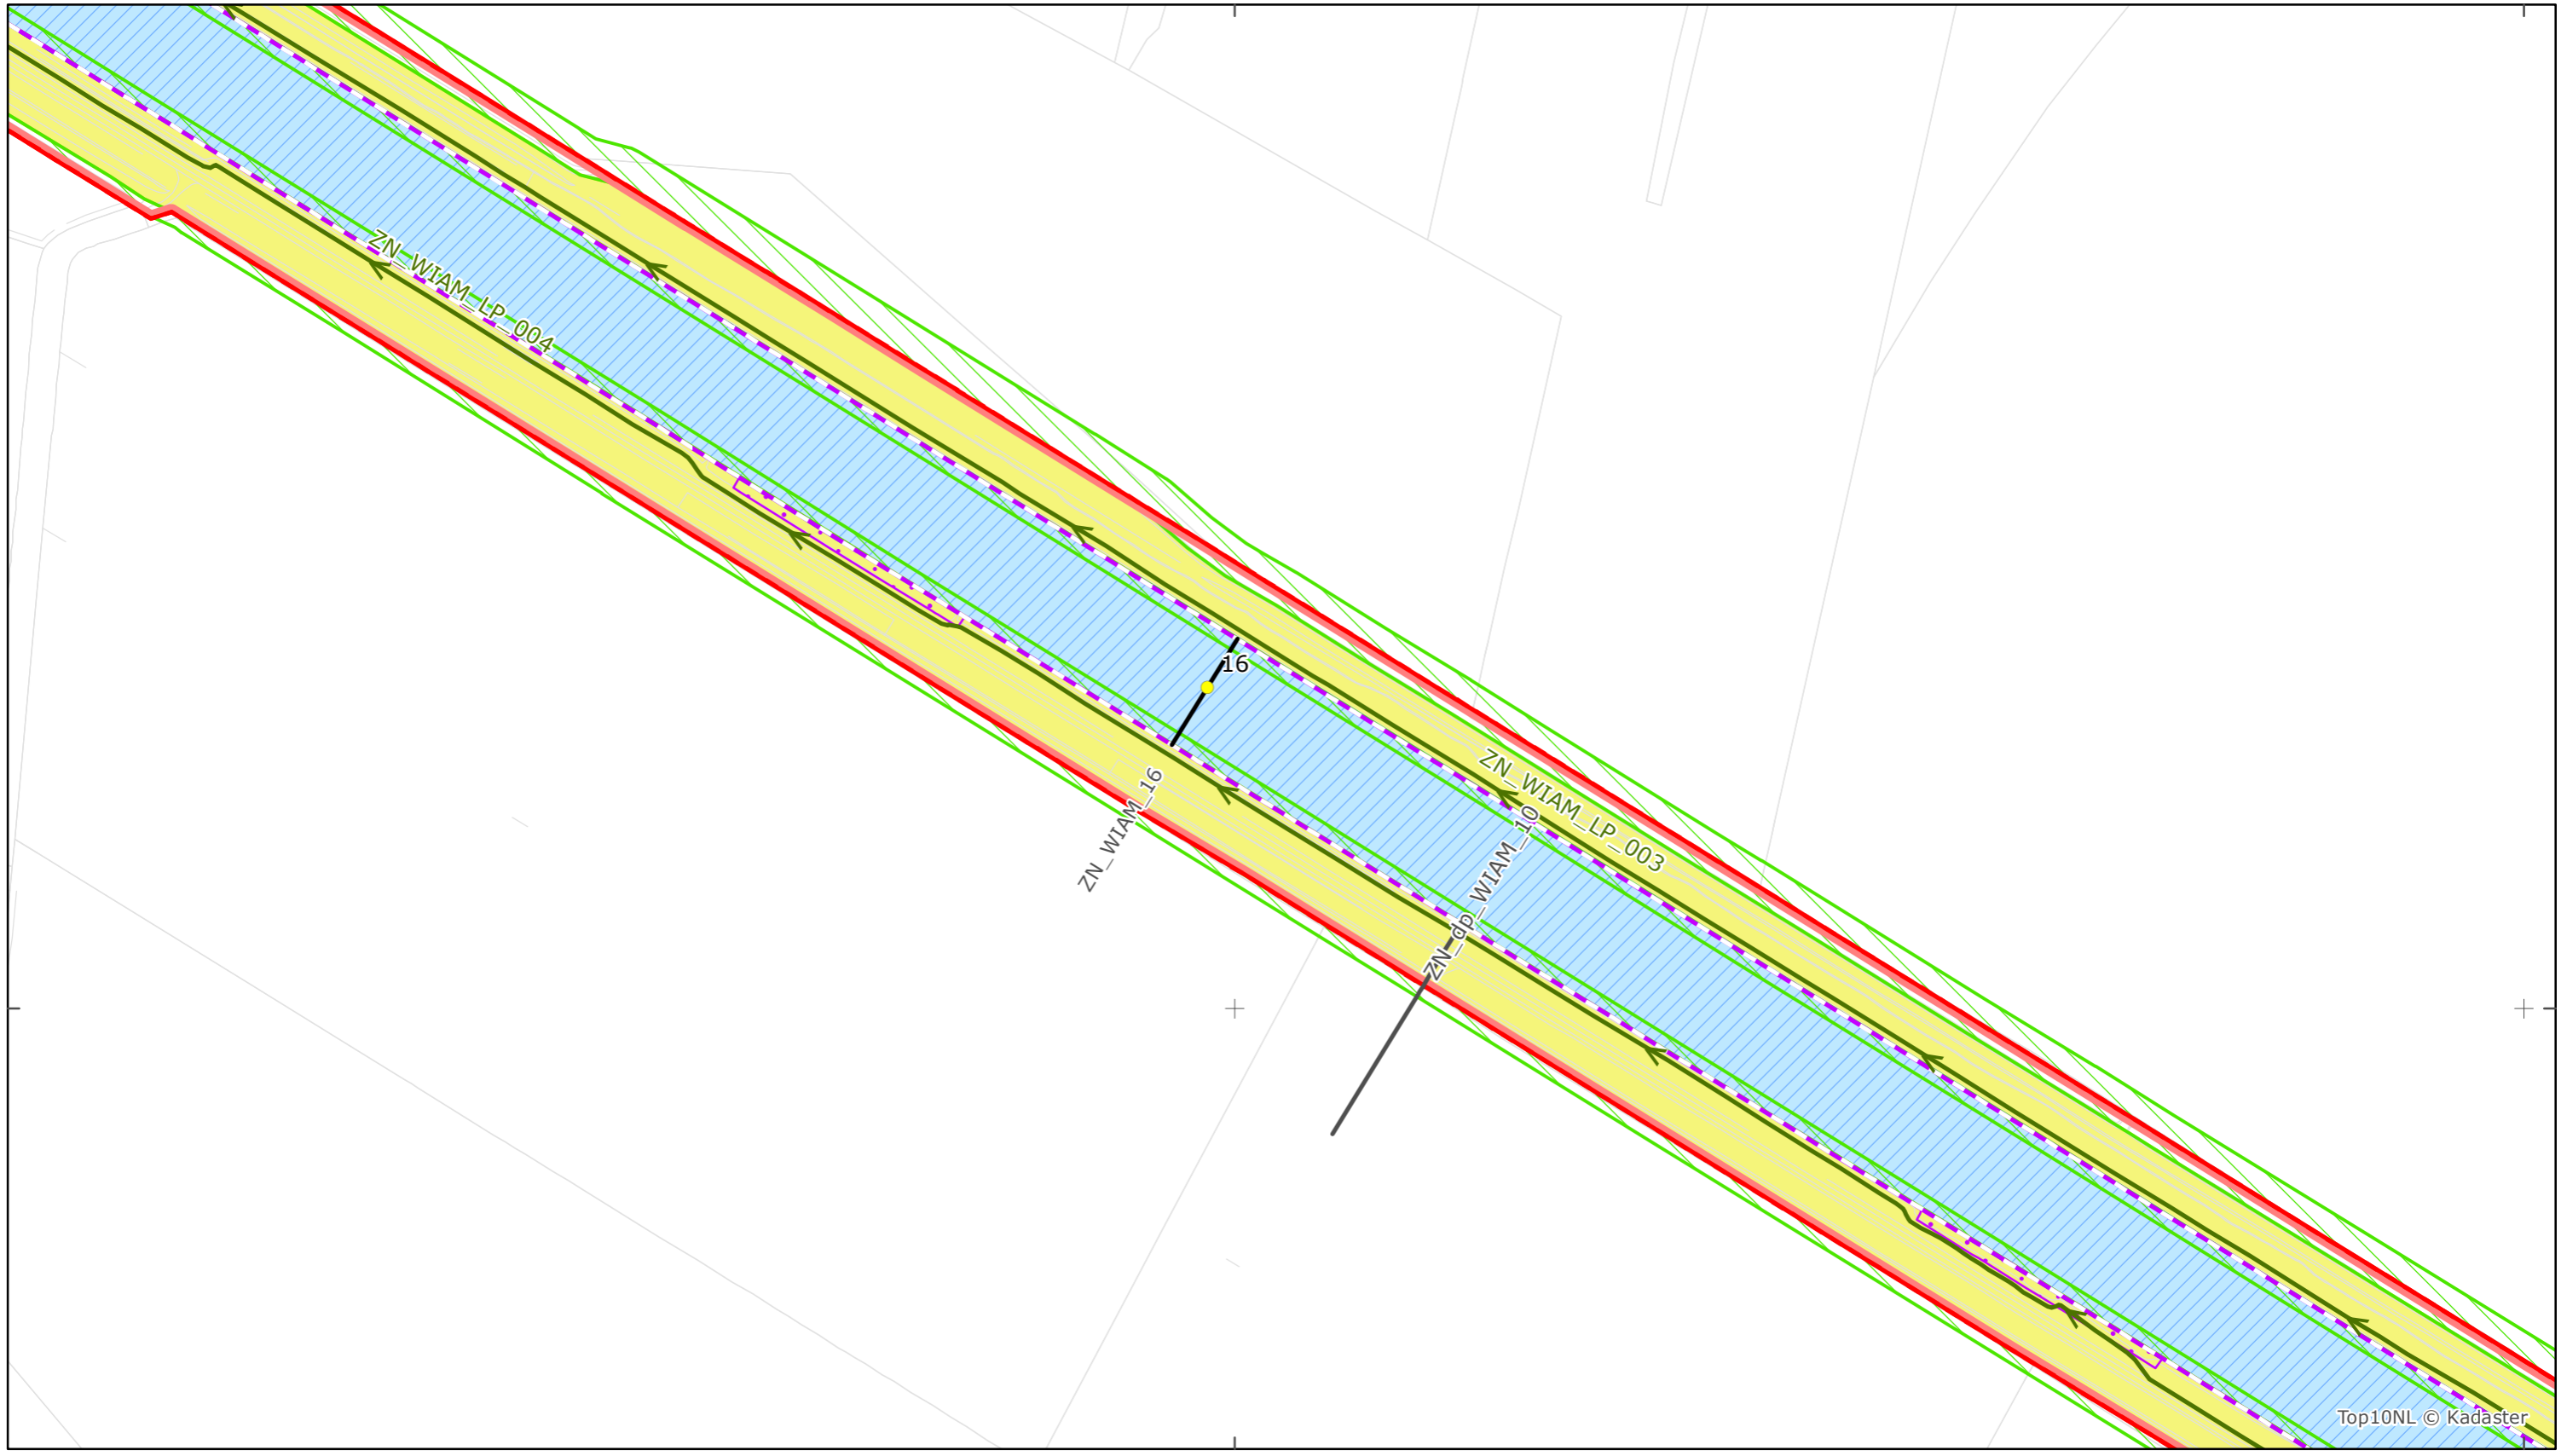 ZN_WIAM_LP_004
16
ZN_WIAM_16
ZN_WIAM_LP_003
ZN_dp_WIAM_10
Top10NL © Kadaster